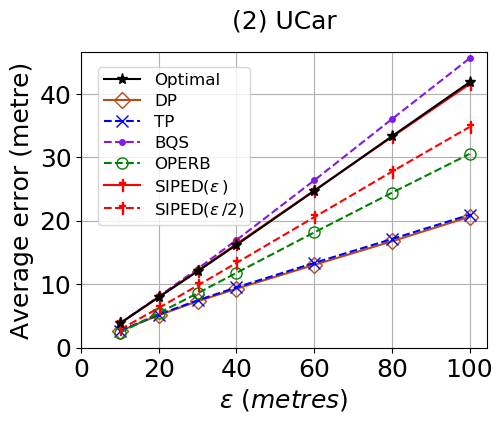 (2) UCar
Average error (metre)
40
30
20
10
0
Optimal
DP
TP
BQS
OPERB
SIPED(ε )
SIPED(ε /2)
0 20 40 60 80 100
ε (metres)